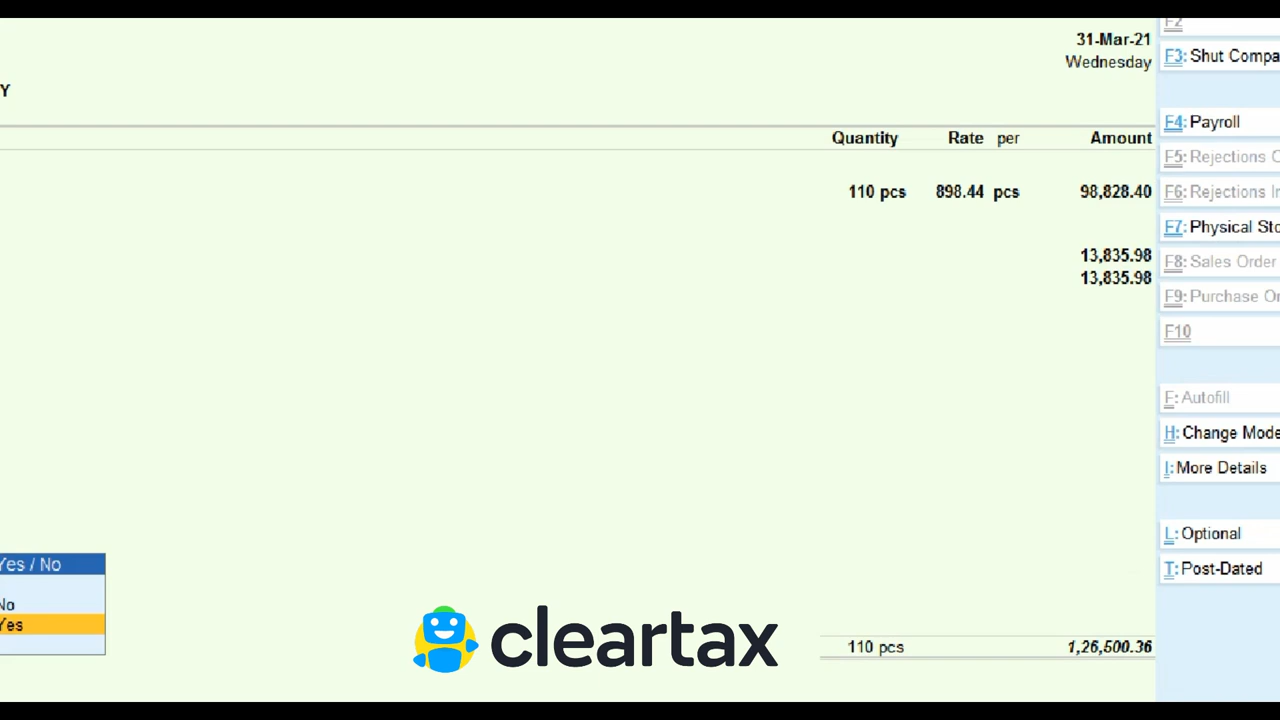 F2
31-Mar-21
F3: Shut Compa
Wednesday
Y
F4: Payroll
Quantity Rate per Amount
F5: Rejections O
110 pcs 898.44 pcs 98,828.40
F6: Rejections In
F7: Physical Sto
13,835.98
F8: Sales Order
13,835.98
F9: Purchase Or
F10
F: Autofill
H: Change Mode
I: More Details
L: Optional
Yes / No
T: Post-Dated
No
Yes
cleartax
110 pcs 1,26,500.36